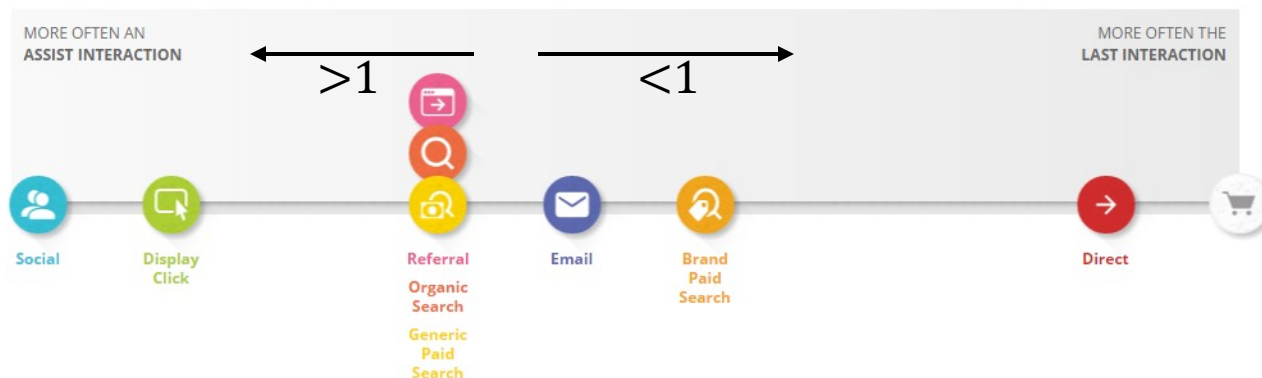 MORE OFTEN AN
ASSIST INTERACTION
>1
<1
MORE OFTEN THE
LAST INTERACTION
Social
Display
Click
Referral
Organic
Search
Generic
Paid
Search
Email
Brand
Paid
Search
Direct